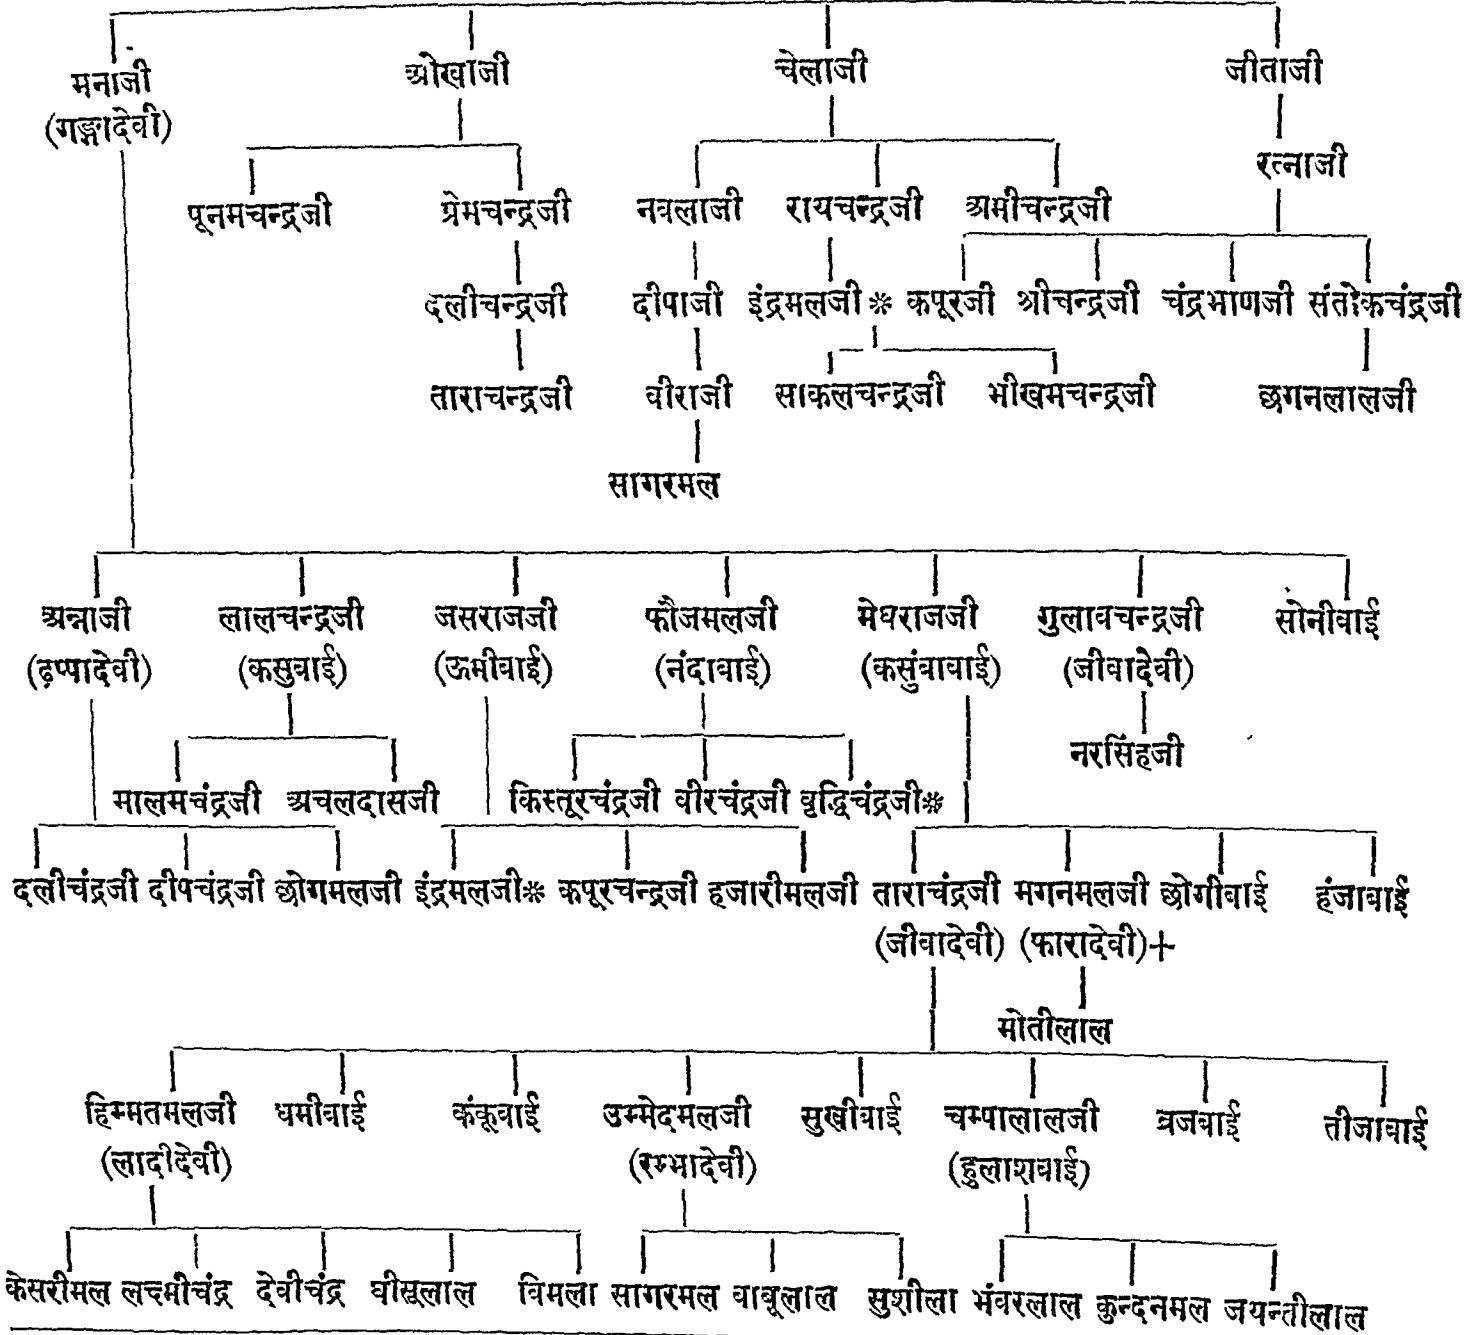 मनाजी ओखाजी चेलाजी जीताजी
(गङ्गादेवी)
रत्नाजी
पूनमचन्द्रजी प्रेमचन्द्रजी नवलाजी रायचन्द्रजी अमीचन्द्रजी
दलीचन्द्रजी दीपाजी इंद्रमलजी* कपूरजी श्रीचन्द्रजी चंद्रभाणजी संतोकचंद्रजी
ताराचन्द्रजी वीराजी साकलचन्द्रजी भीखमचन्द्रजी छगनलालजी
सागरमल
अन्नाजी लालचन्द्रजी जसराजजी फौजमलजी मेघराजजी गुलाबचन्द्रजी सोनीबाई
(ढ़प्पादेवी) (कसुबाई) (ऊमीबाई) (नंदाबाई) (कसुंबाबाई) (जीवादेवी)
नरसिंहजी
मालमचंद्रजी अचलदासजी किस्तूरचंद्रजी वीरचंद्रजी वृद्धिचंद्रजी*
दलीचंद्रजी दीपचंद्रजी छोगमलजी इंद्रमलजी* कपूरचन्द्रजी हजारीमलजी ताराचंद्रजी मगनमलजी छोगीबाई हंजाबाई
(जीवादेवी) (फारादेवी)+
मोतीलाल
हिम्मतमलजी धमीबाई कंकूबाई उम्मेदमलजी सुखीबाई चम्पालालजी व्रजबाई तीजाबाई
(लादीदेवी) (रम्भादेवी) (हुलाशबाई)
केसरीमल लक्ष्मीचंद्र देवीचंद्र घीसूलाल विमला सागरमल बाबूलाल सुशीला भंवरलाल कुन्दनमल जयन्तीलाल